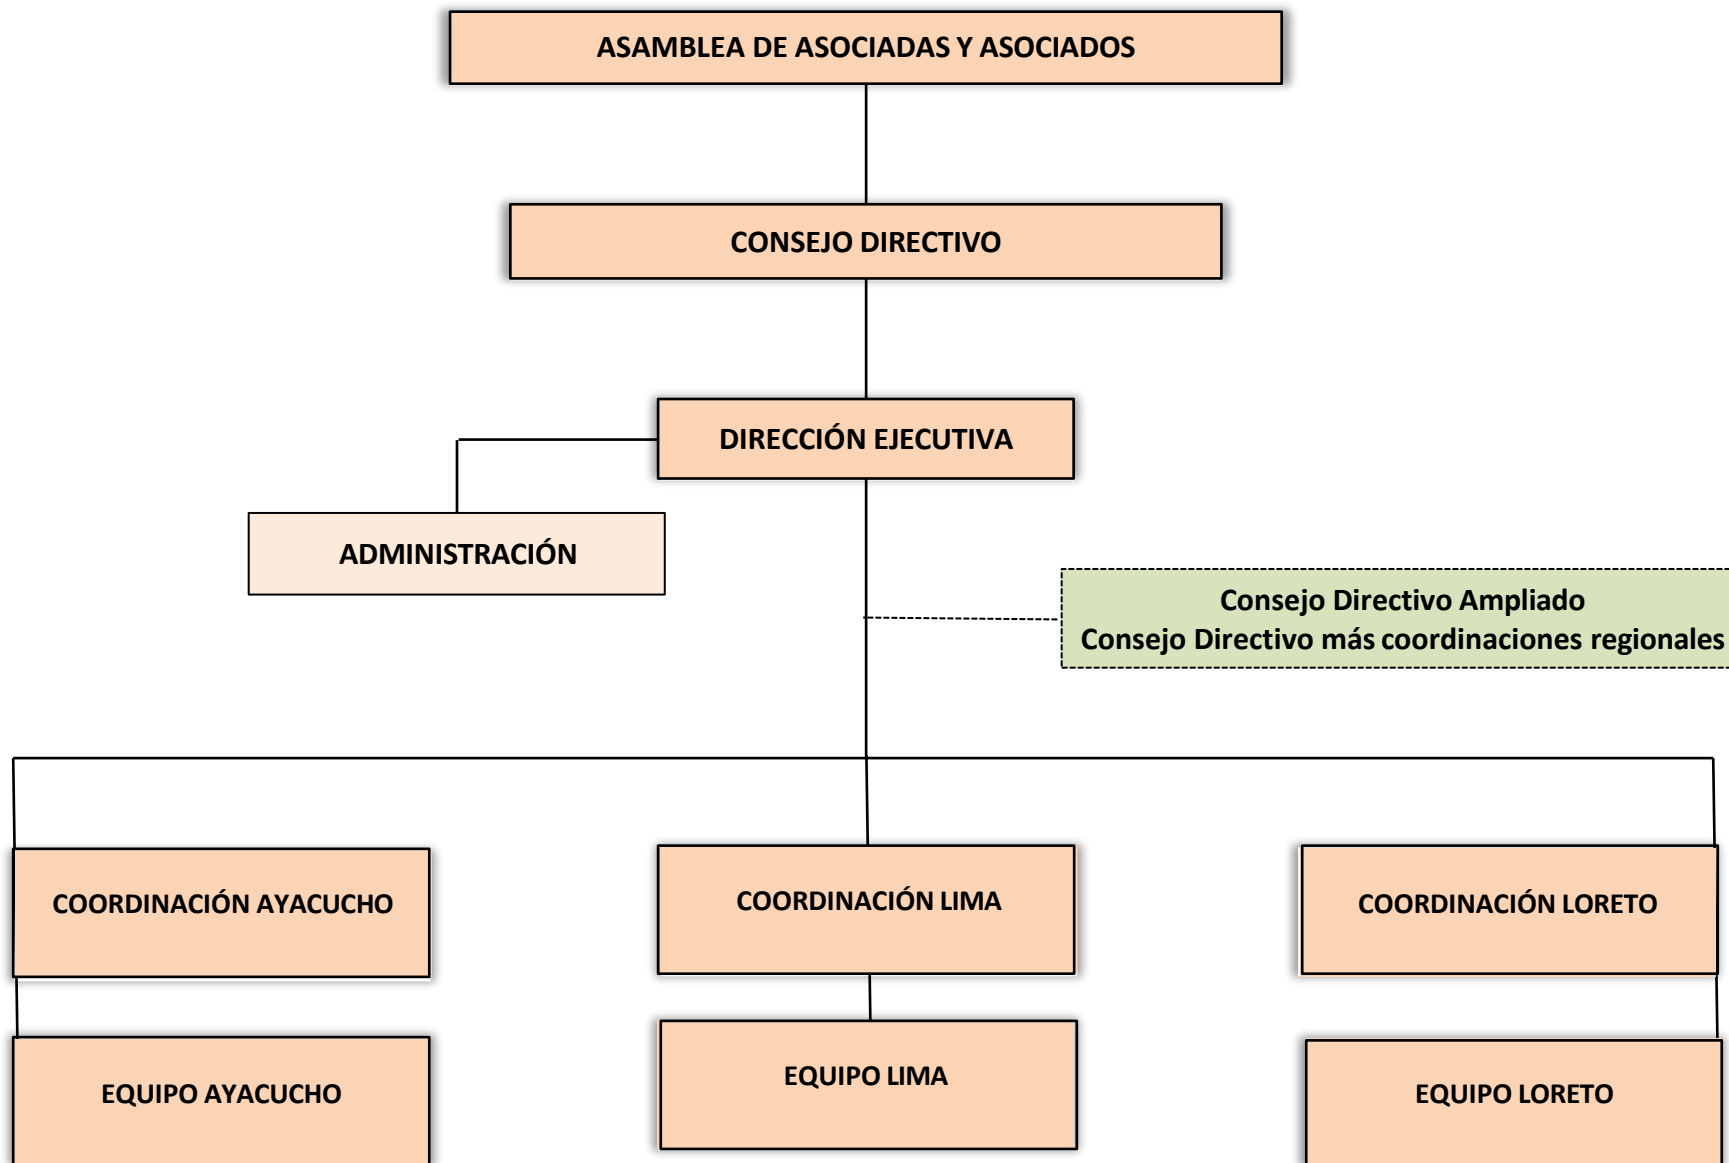 ASAMBLEA DE ASOCIADAS Y ASOCIADOS
CONSEJO DIRECTIVO
DIRECCIÓN EJECUTIVA
ADMINISTRACIÓN
Consejo Directivo Ampliado
Consejo Directivo más coordinaciones regionales
COORDINACIÓN AYACUCHO
COORDINACIÓN LIMA
COORDINACIÓN LORETO
EQUIPO AYACUCHO
EQUIPO LIMA
EQUIPO LORETO